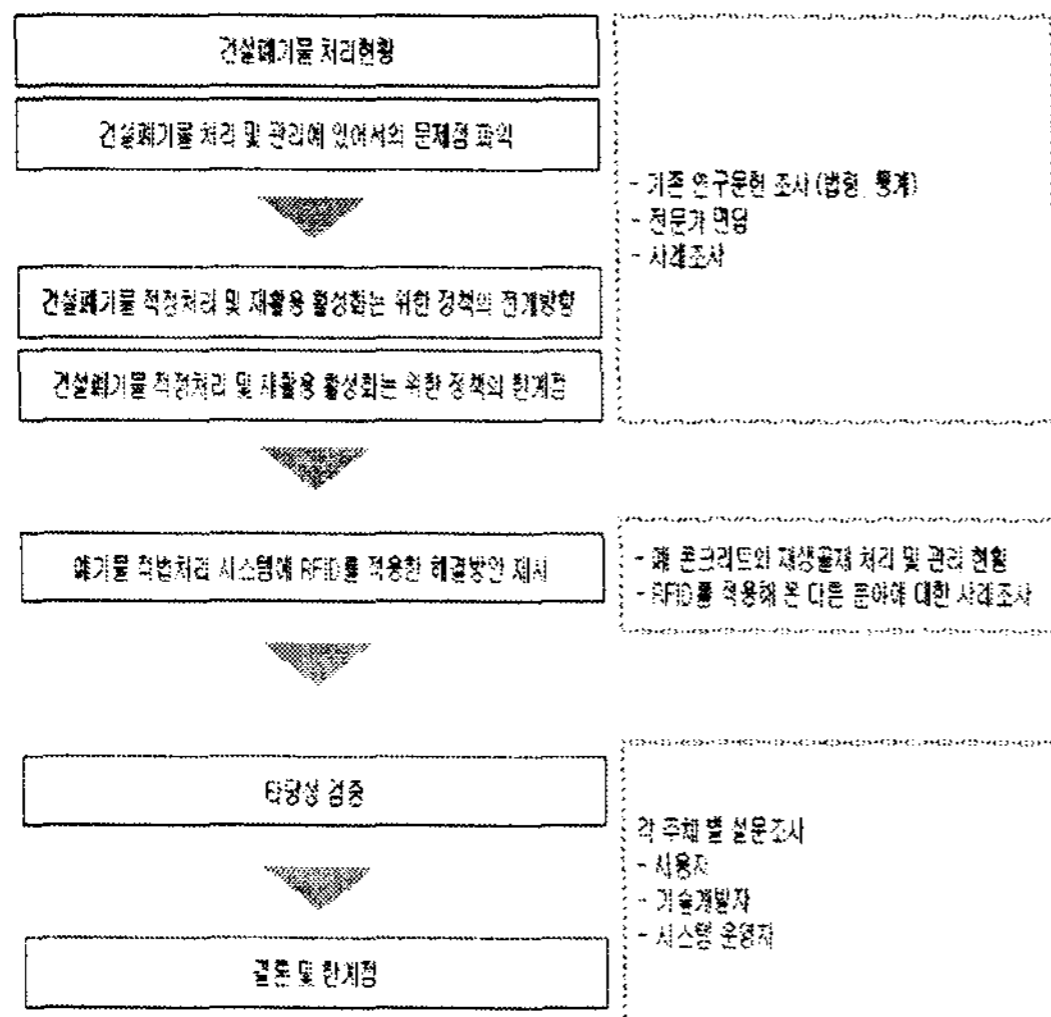 건설폐기물 처리현황
건설폐기물 처리 및 관리에 있어서의 문제점 파악
- 기존 연구문헌 조사 (법령, 통계)
- 전문가 면담
- 사례조사
건설폐기물 적정처리 및 재활용 활성화는 위한 정책의 전개방향
건설폐기물 적정처리 및 재활용 활성화는 위한 정책의 한계점
폐기물 적법처리 시스템에 RFID를 적용한 해결방안 제시
- 폐 콘크리트와 재생골재 처리 및 관리 현황
- RFID를 적용해 온 다른 분야에 대한 사례조사
타당성 검증
각 주체 별 설문조사
- 사용자
- 기술개발자
- 시스템 운영자
결론 및 한계점